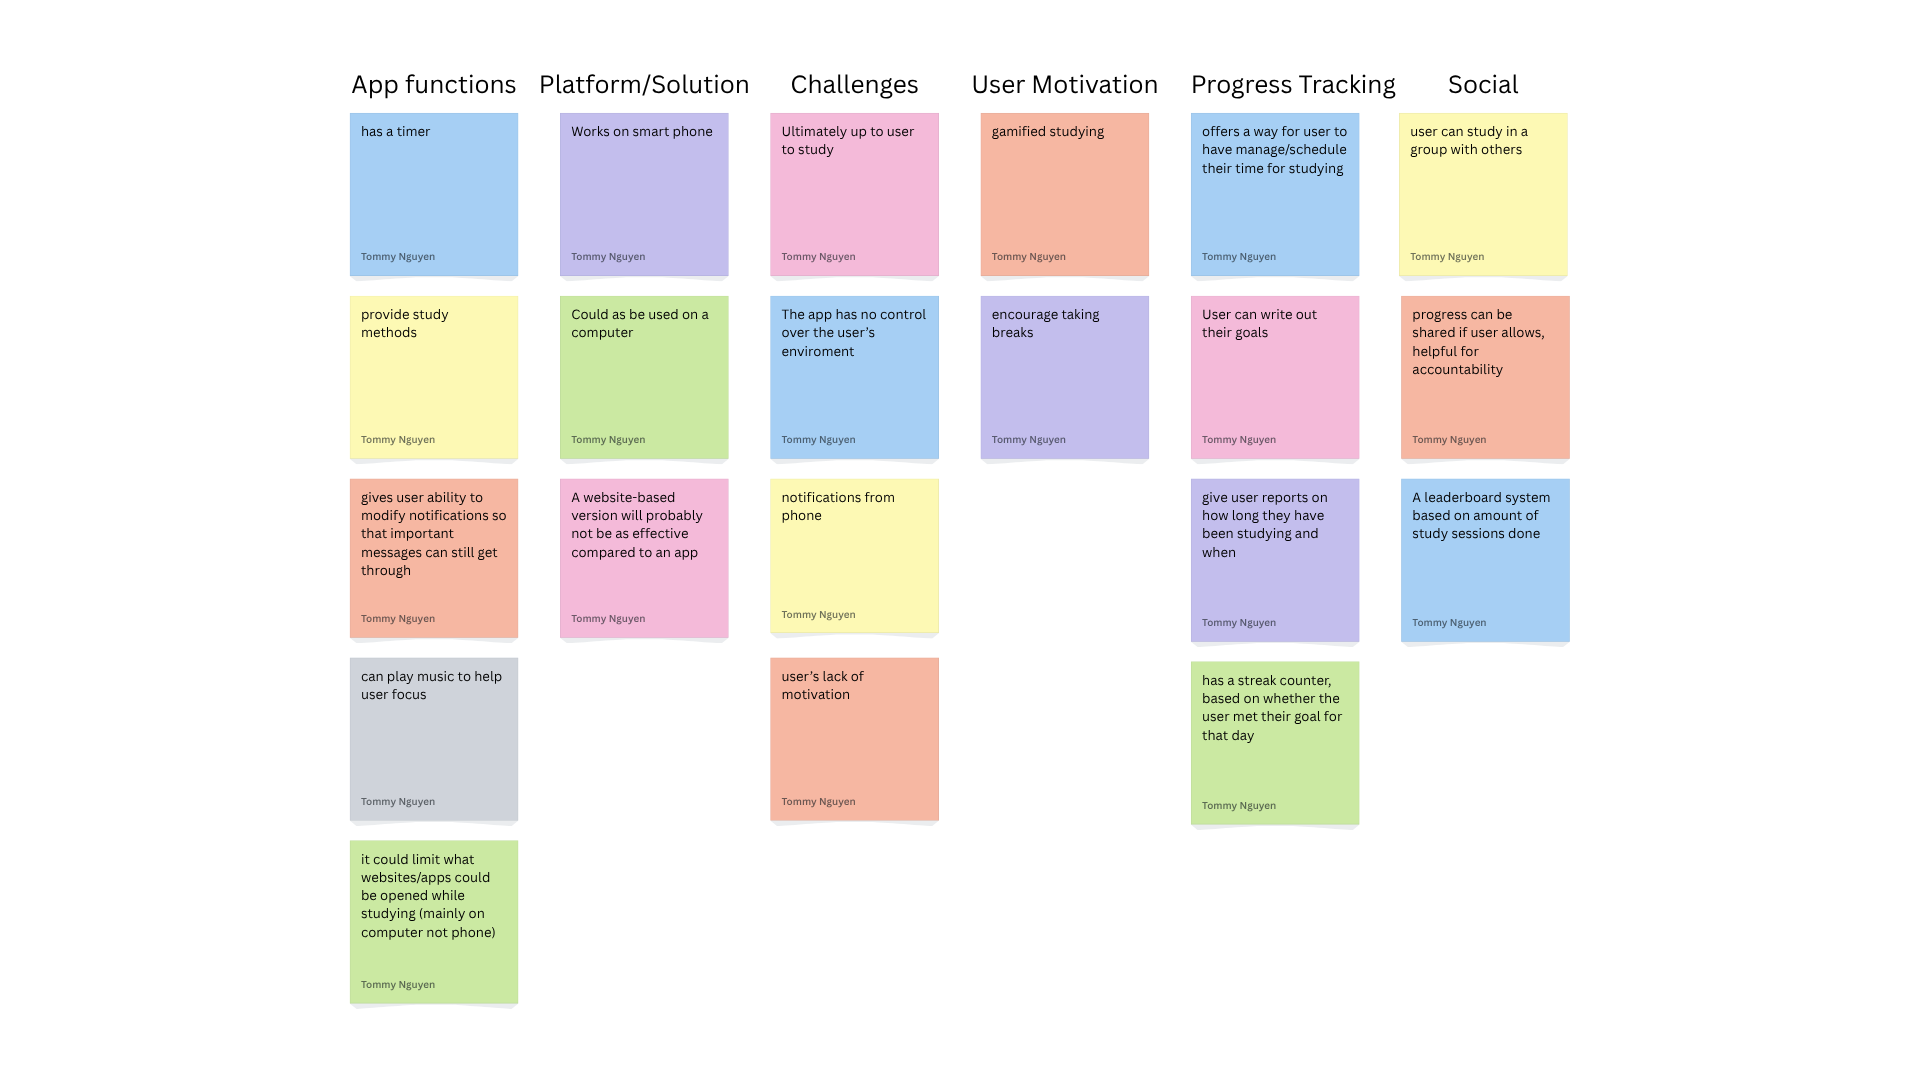 App functions
has a timer
Tommy Nguyen
provide study
methods
Tommy Nguyen
gives user ability to
modify notifications so
that important
messages can still get
through
Tommy Nguyen
can play music to help
user focus
Tommy Nguyen
it could limit what
websites/apps could
be opened while
studying (mainly on
computer not phone)
Tommy Nguyen
Platform/Solution
Works on smart phone
Tommy Nguyen
Could as be used on a
computer
Tommy Nguyen
A website-based
version will probably
not be as effective
compared to an app
Tommy Nguyen
Challenges
Ultimately up to user
to study
Tommy Nguyen
The app has no control
over the user’s
enviroment
Tommy Nguyen
notifications from
phone
Tommy Nguyen
user’s lack of
motivation
Tommy Nguyen
User Motivation
gamified studying
Tommy Nguyen
encourage taking
breaks
Tommy Nguyen
Progress Tracking
offers a way for user to
have manage/schedule
their time for studying
Tommy Nguyen
User can write out
their goals
Tommy Nguyen
give user reports on
how long they have
been studying and
when
Tommy Nguyen
has a streak counter,
based on whether the
user met their goal for
that day
Tommy Nguyen
Social
user can study in a
group with others
Tommy Nguyen
progress can be
shared if user allows,
helpful for
accountability
Tommy Nguyen
A leaderboard system
based on amount of
study sessions done
Tommy Nguyen